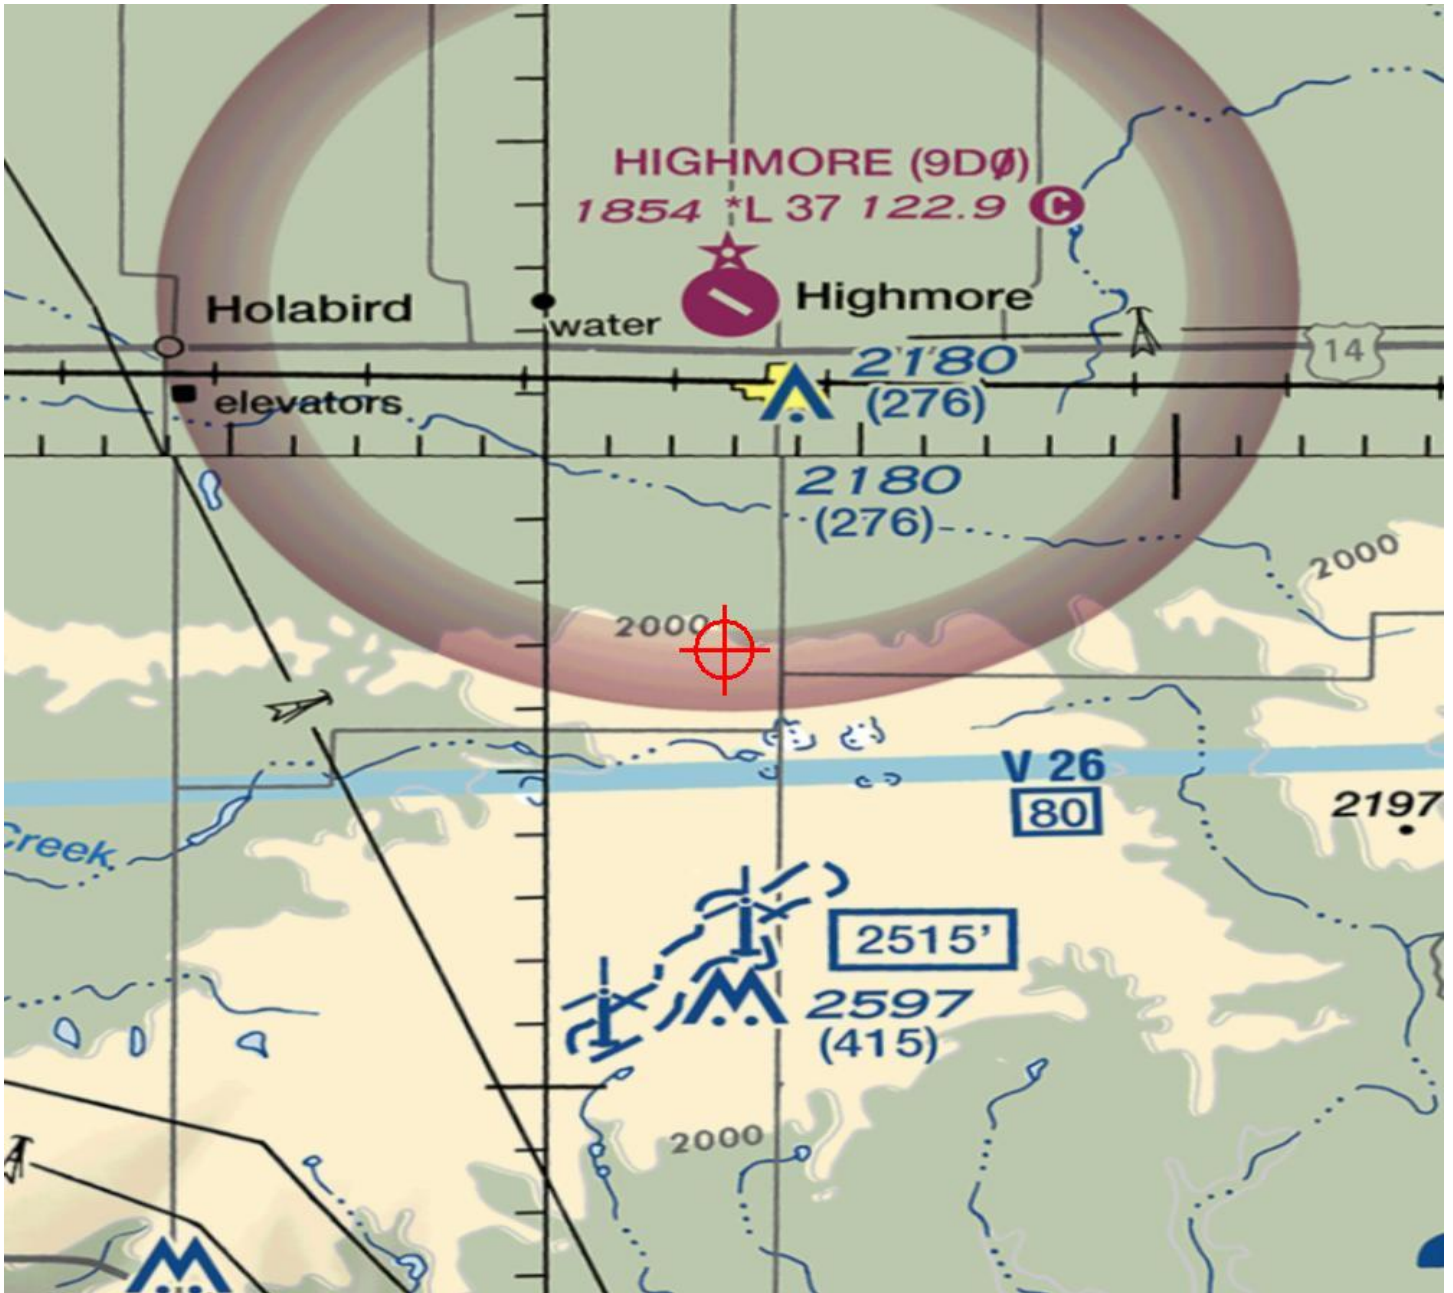 HIGHMORE (9DØ)
1854 *L 37 122.9 C
Holabird
Highmore
water
14
2180
(276)
elevators
2180
(276)
2000
2000
V 26
80
2197
Creek
2515'
2597
(415)
2000